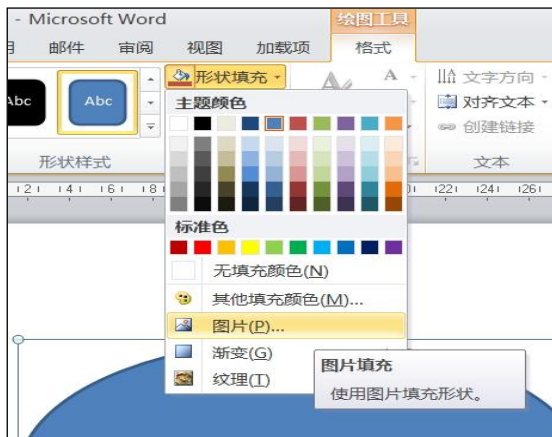 - Microsoft Word
绘图工具
邮件 审阅 视图 加载项 格式
Abc Abc
形状填充
文字方向
对齐文本
创建链接
形状样式
文本
主题颜色
标准色
无填充颜色(N)
其他填充颜色(M)...
图片(P)...
渐变(G)
纹理(T)
图片填充
使用图片填充形状。